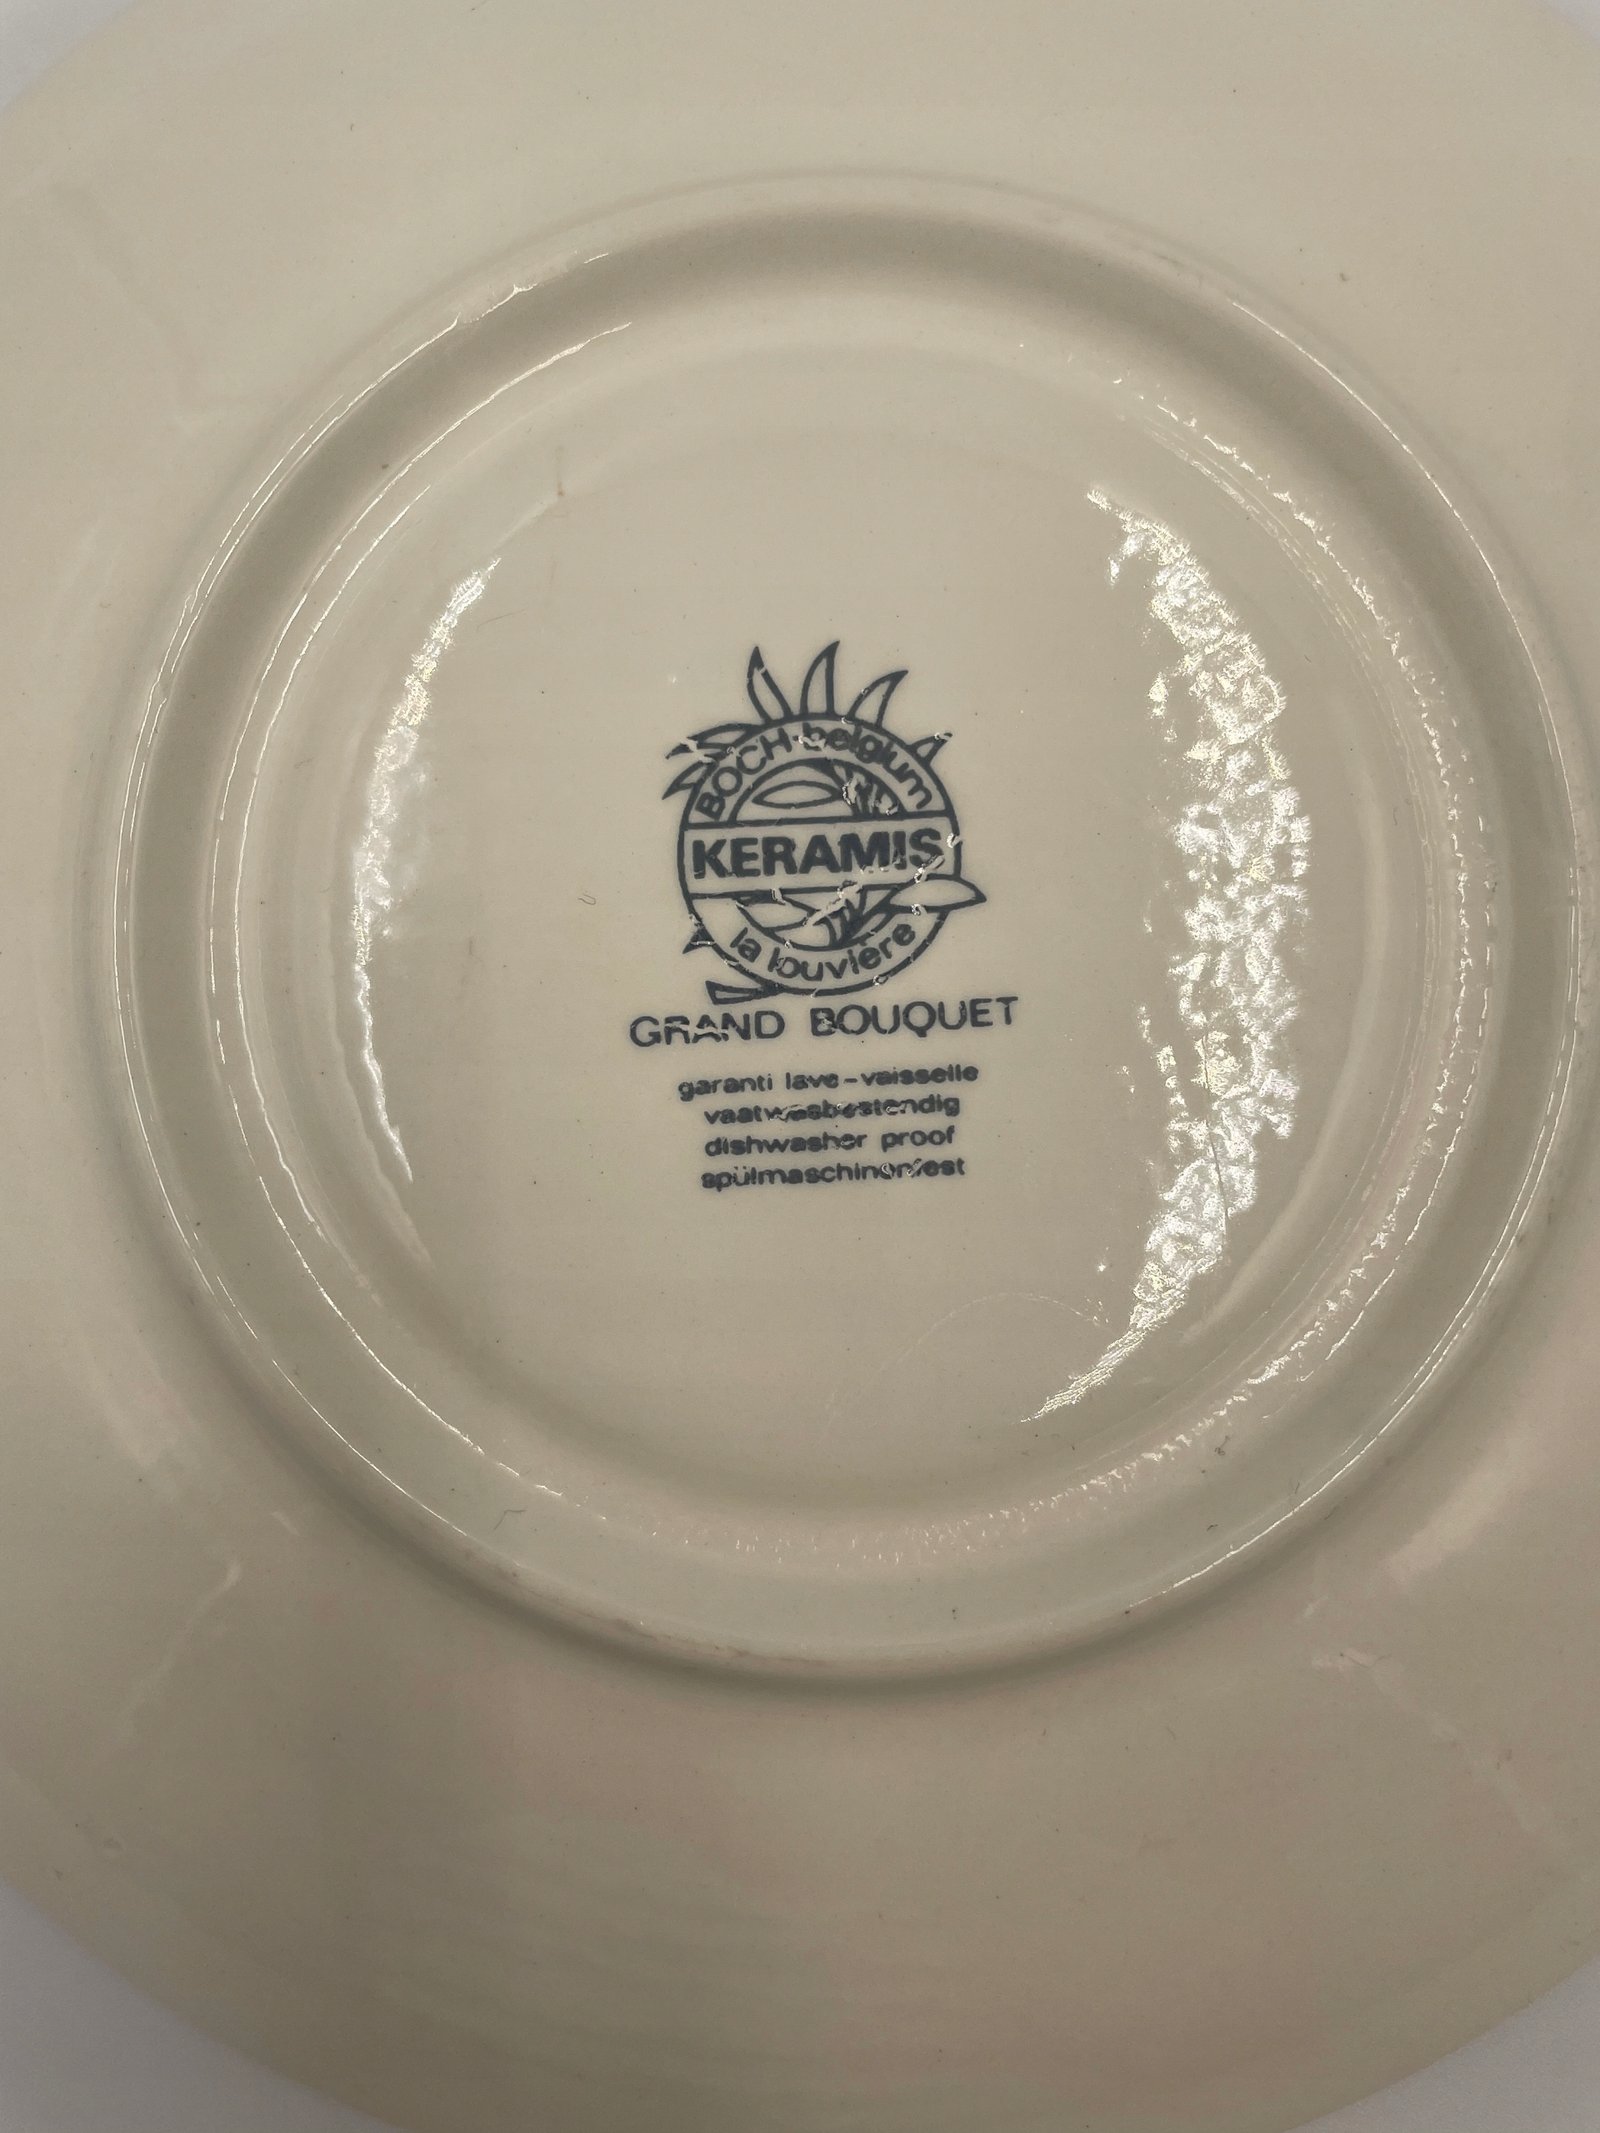 BOCH belgium
KERAMIS
la louvière
GRAND BOUQUET
garanti lave-vaisselle
vaatwasbestendig
dishwasher proof
spülmaschinenfest